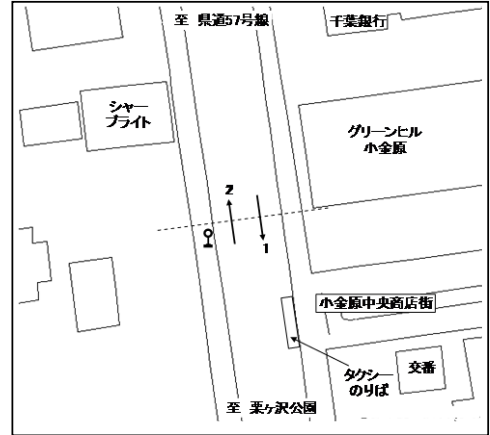 至 県道57号線
千葉銀行
シャー
ブライト
グリーンヒル
小金原
2
1
小金原中央商店街
タクシー
のりば
交番
至 栗ヶ沢公園